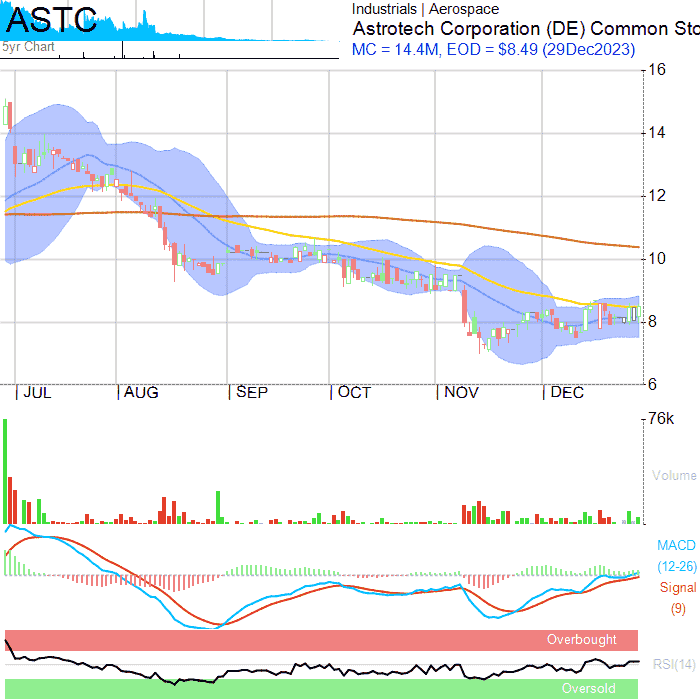 ASTC
5yr Chart
Industrials | Aerospace
Astrotech Corporation (DE) Common Sto
MC = 14.4M, EOD = $8.49 (29Dec2023)
16
14
12
10
8
6
JUL AUG SEP OCT NOV DEC
76k
Volume
MACD
(12-26)
Signal
(9)
Overbought
RSI(14)
Oversold